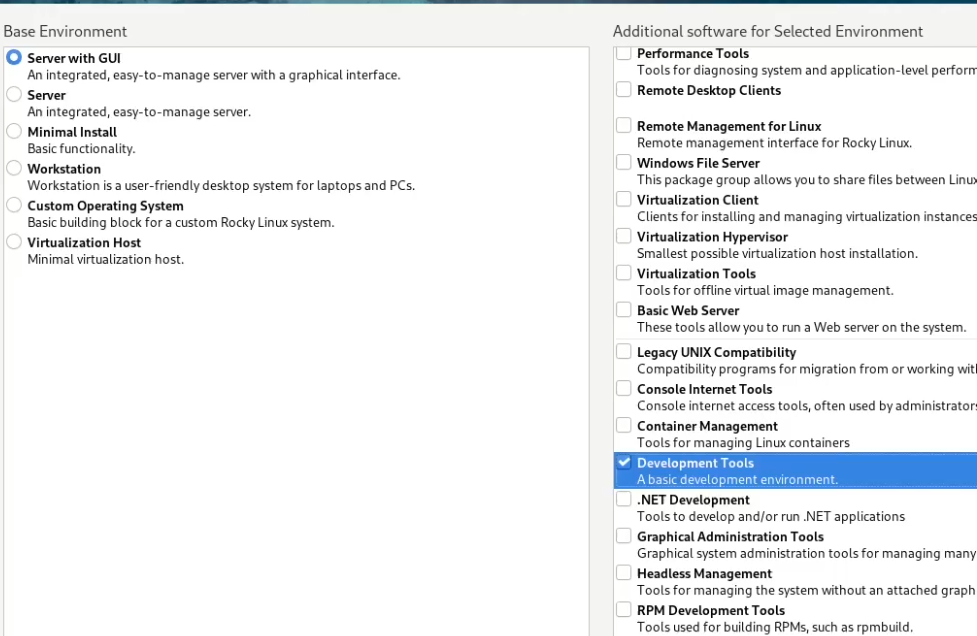 Base Environment
Server with GUI
An integrated, easy-to-manage server with a graphical interface.
Server
An integrated, easy-to-manage server.
Minimal Install
Basic functionality.
Workstation
Workstation is a user-friendly desktop system for laptops and PCs.
Custom Operating System
Basic building block for a custom Rocky Linux system.
Virtualization Host
Minimal virtualization host.
Additional software for Selected Environment
Performance Tools
Tools for diagnosing system and application-level perform
Remote Desktop Clients
Remote Management for Linux
Remote management interface for Rocky Linux.
Windows File Server
This package group allows you to share files between Linux
Virtualization Client
Clients for installing and managing virtualization instances
Virtualization Hypervisor
Smallest possible virtualization host installation.
Virtualization Tools
Tools for offline virtual image management.
Basic Web Server
These tools allow you to run a Web server on the system.
Legacy UNIX Compatibility
Compatibility programs for migration from or working with
Console Internet Tools
Console internet access tools, often used by administrators
Container Management
Tools for managing Linux containers
Development Tools
A basic development environment.
.NET Development
Tools to develop and/or run .NET applications
Graphical Administration Tools
Graphical system administration tools for managing many
Headless Management
Tools for managing the system without an attached graph
RPM Development Tools
Tools used for building RPMs, such as rpmbuild.